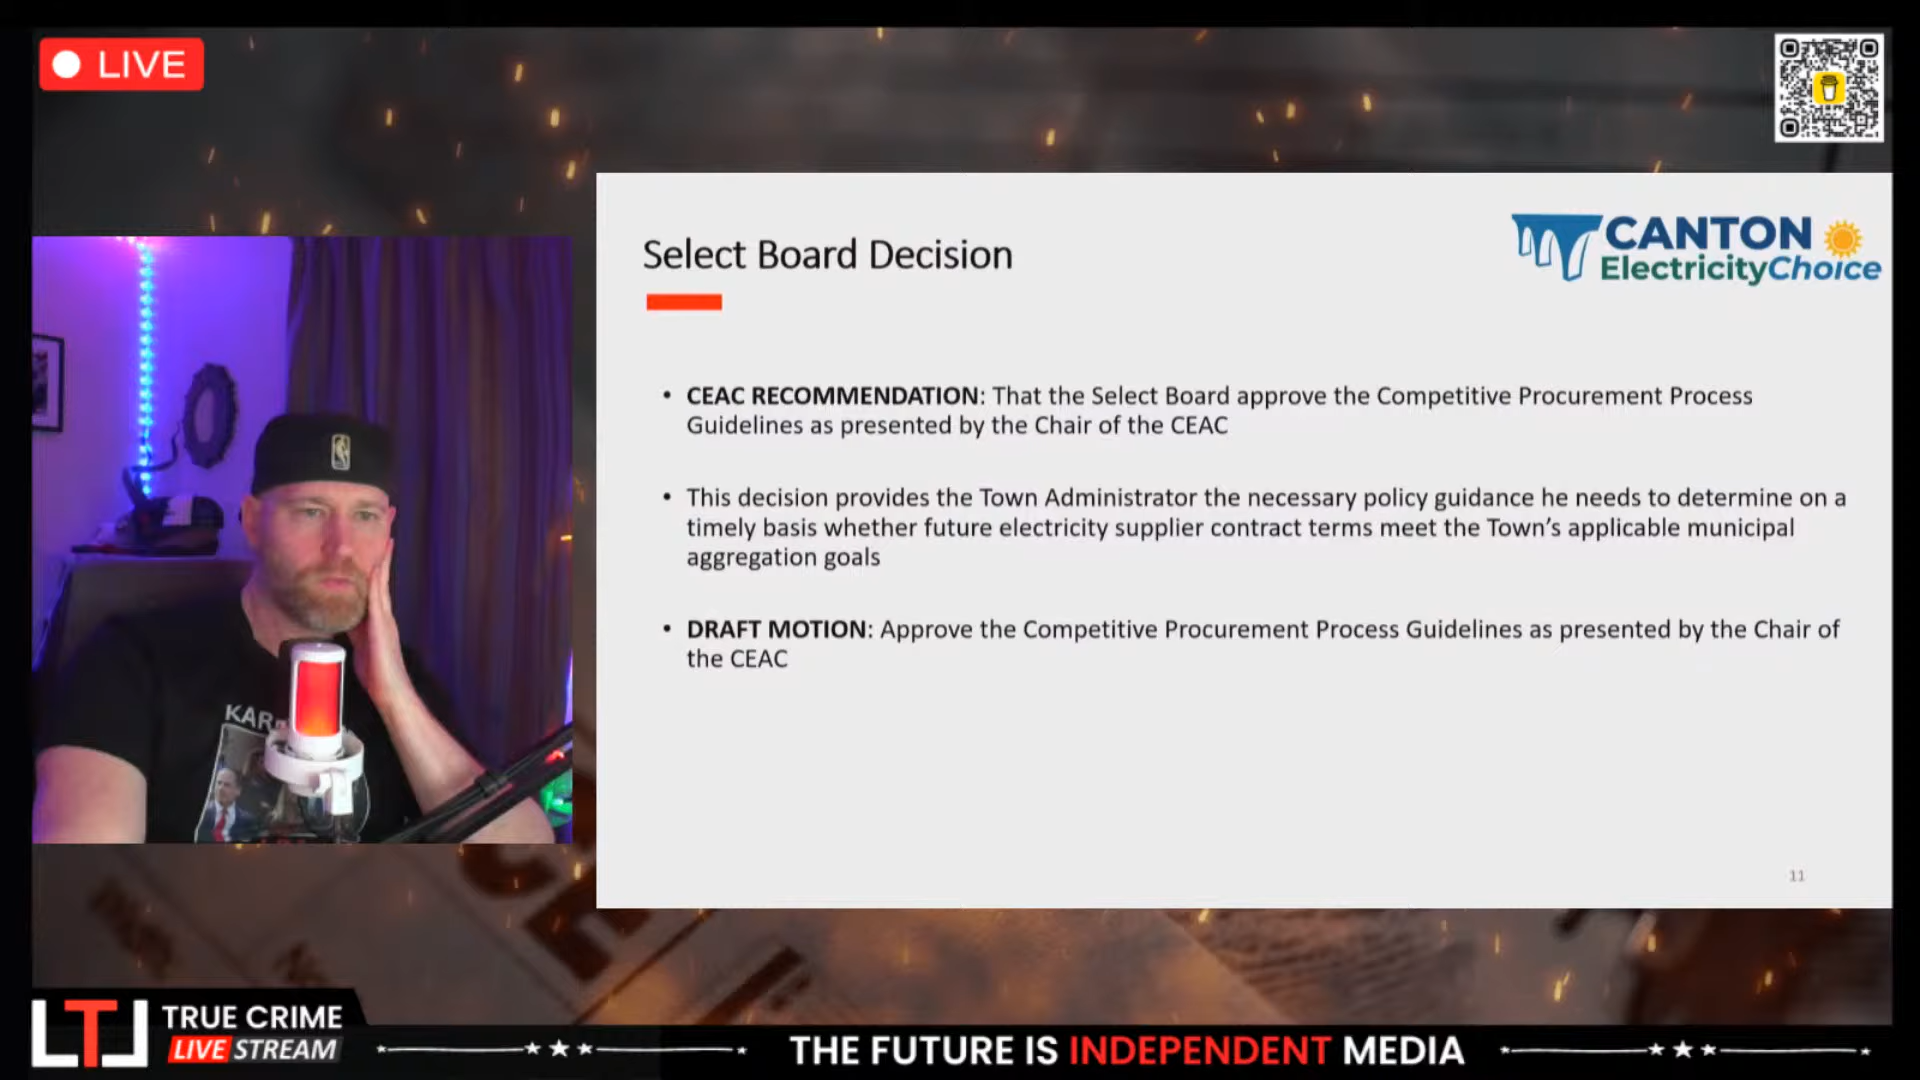 LIVE
Select Board Decision
CANTON
ElectricityChoice
• CEAC RECOMMENDATION: That the Select Board approve the Competitive Procurement Process
Guidelines as presented by the Chair of the CEAC
• This decision provides the Town Administrator the necessary policy guidance he needs to determine on a
timely basis whether future electricity supplier contract terms meet the Town’s applicable municipal
aggregation goals
• DRAFT MOTION: Approve the Competitive Procurement Process Guidelines as presented by the Chair of
the CEAC
11
LTL
TRUE CRIME
LIVE STREAM
THE FUTURE IS INDEPENDENT MEDIA